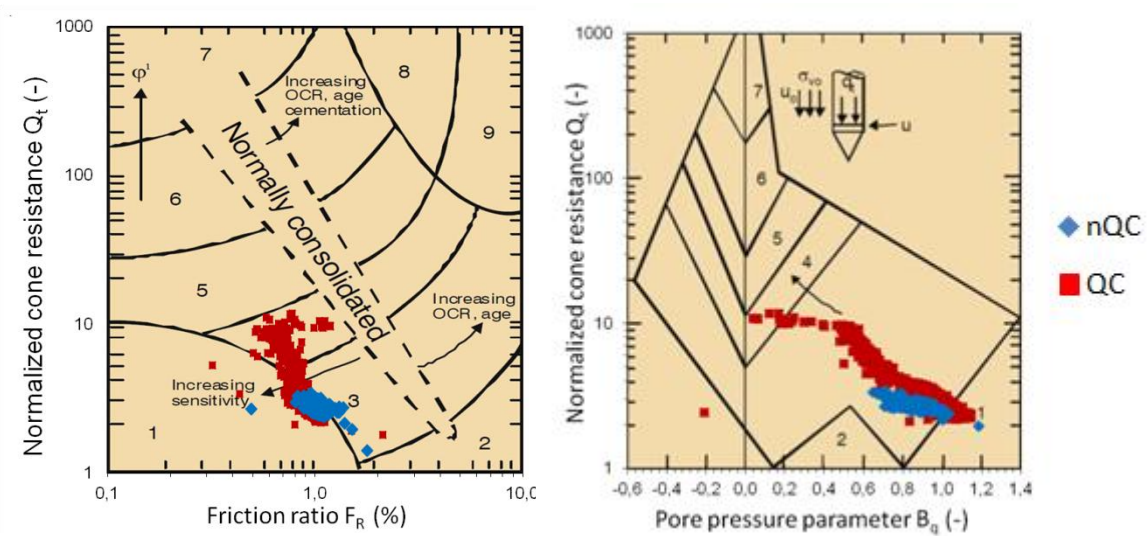 1000
100
10
1
Normalized cone resistance Qt (-)
φ'
7
8
9
6
5
3
1
2
Increasing
OCR, age
cementation
Normally consolidated
Increasing
OCR, age
Increasing
sensitivity
0,1
1,0
10,0
Friction ratio FR (%)
1000
100
10
1
Normalized cone resistance Qt (-)
σvo
uo
qt
u
7
6
5
4
1
2
-0,6
-0,2
0,0
0,2
0,4
0,6
0,8
1,0
1,2
1,4
Pore pressure parameter Bq (-)
nQC
QC